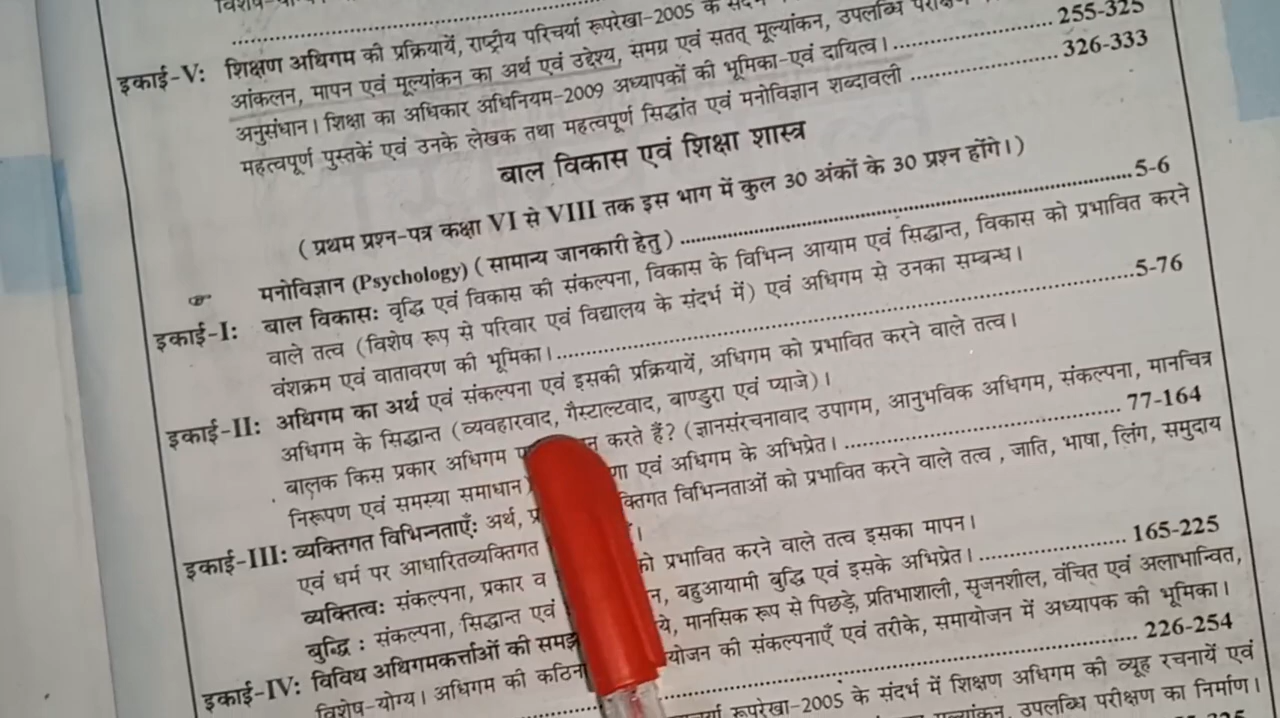 इकाई-V: शिक्षण अधिगम की प्रक्रियायें, राष्ट्रीय परिचर्या रूपरेखा-2005 के
आंकलन, मापन एवं मूल्यांकन का अर्थ एवं उद्देश्य, समग्र एवं सतत् मूल्यांकन, उपलब्धि
अनुसंधान। शिक्षा का अधिकार अधिनियम-2009 अध्यापकों की भूमिका-एवं दायित्व। 255-325
महत्वपूर्ण पुस्तकें एवं उनके लेखक तथा महत्वपूर्ण सिद्धांत एवं मनोविज्ञान शब्दावली 326-333
बाल विकास एवं शिक्षा शास्त्र
( प्रथम प्रश्न-पत्र कक्षा VI से VIII तक इस भाग में कुल 30 अंकों के 30 प्रश्न होंगे।)
मनोविज्ञान (Psychology) ( सामान्य जानकारी हेतु ) 5-6
इकाई-I: बाल विकासः वृद्धि एवं विकास की संकल्पना, विकास के विभिन्न आयाम एवं सिद्धान्त, विकास को प्रभावित करने
वाले तत्व (विशेष रूप से परिवार एवं विद्यालय के संदर्भ में) एवं अधिगम से उनका सम्बन्ध।
वंशक्रम एवं वातावरण की भूमिका। 5-76
इकाई-II: अधिगम का अर्थ एवं संकल्पना एवं इसकी प्रक्रियायें, अधिगम को प्रभावित करने वाले तत्व।
अधिगम के सिद्धान्त (व्यवहारवाद, गैस्टाल्टवाद, बाण्डुरा एवं प्याजे)।
बालक किस प्रकार अधिगम करते हैं? (ज्ञानसंरचनावाद उपागम, आनुभविक अधिगम, संकल्पना, मानचित्र
निरूपण एवं समस्या समाधान) एवं अधिगम के अभिप्रेत। 77-164
इकाई-III: व्यक्तिगत विभिन्नताएँः अर्थ, विभिन्नताओं को प्रभावित करने वाले तत्व , जाति, भाषा, लिंग, समुदाय
एवं धर्म पर आधारितव्यक्तिगत
व्यक्तित्वः संकल्पना, प्रकार व को प्रभावित करने वाले तत्व इसका मापन।
बुद्धि : संकल्पना, सिद्धान्त एवं बहुआयामी बुद्धि एवं इसके अभिप्रेत। 165-225
इकाई-IV: विविध अधिगमकर्त्ताओं की मानसिक रूप से पिछड़े, प्रतिभाशाली, सृजनशील, वंचित एवं अलाभान्वित,
विशेष-योग्य। अधिगम की की संकल्पनाएँ एवं तरीके, समायोजन में अध्यापक की भूमिका।
226-254
रूपरेखा-2005 के संदर्भ में शिक्षण अधिगम की व्यूह रचनायें एवं
उपलब्धि परीक्षण का निर्माण।